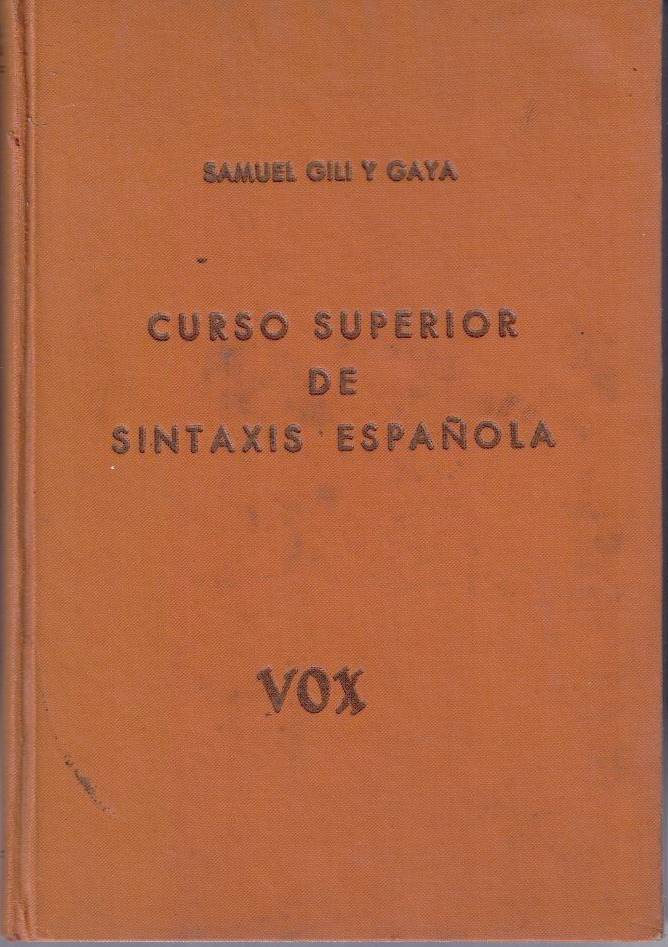 SAMUEL GILI Y GAYA
CURSO SUPERIOR
DE
SINTAXIS ESPAÑOLA
VOX